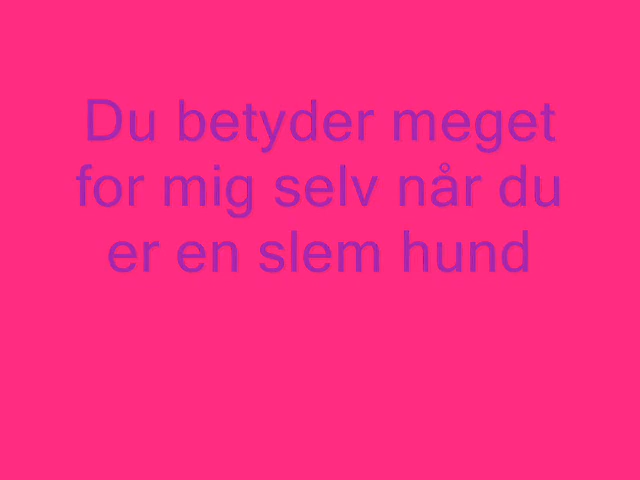 Du betyder meget
for mig selv når du
er en slem hund